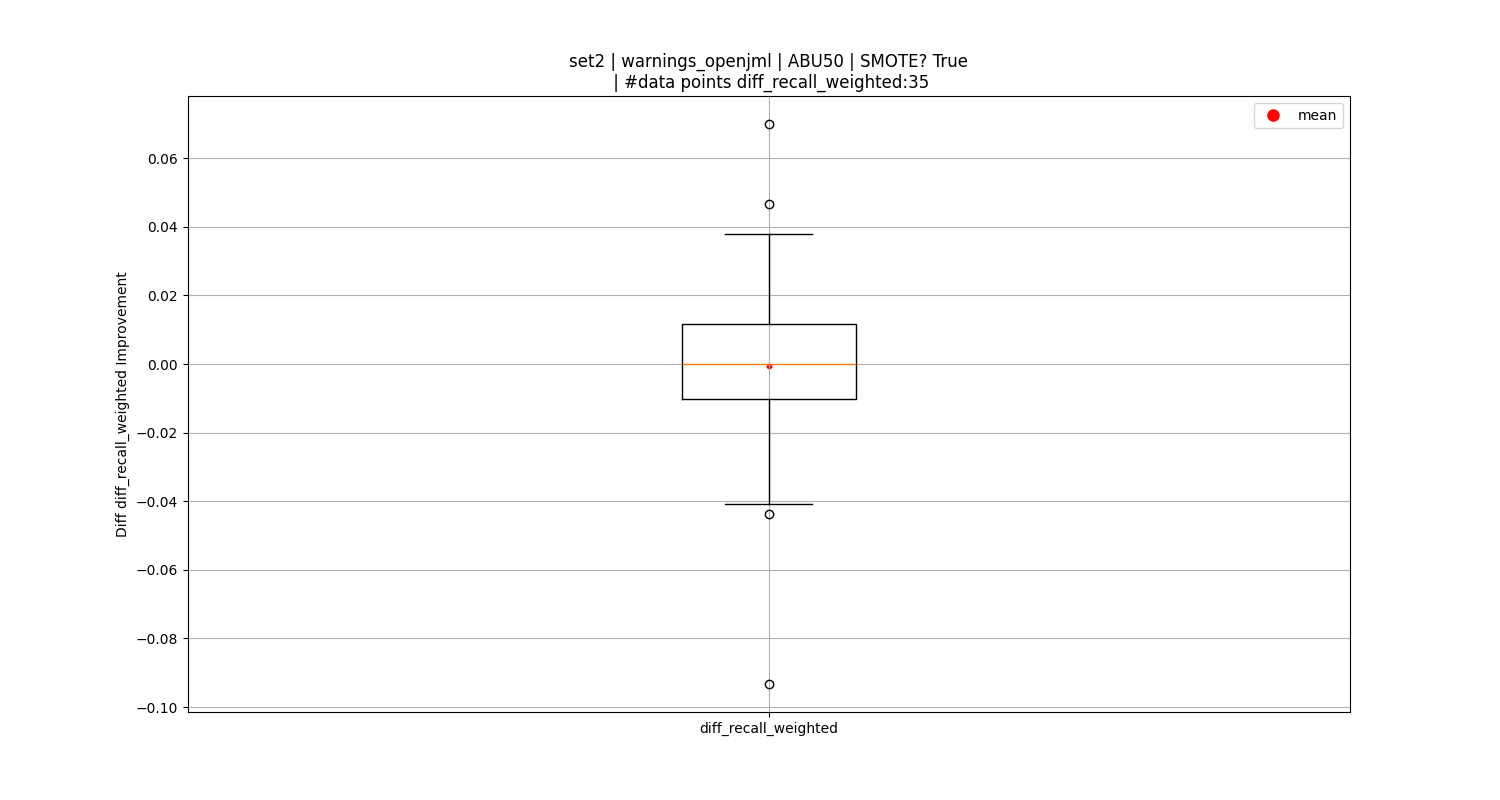 set2 | warnings_openjml | ABU50 | SMOTE? True
| #data points diff_recall_weighted:35
mean
0.06
0.04
0.02
0.00
−0.02
−0.04
−0.06
−0.08
−0.10
Diff diff_recall_weighted Improvement
diff_recall_weighted